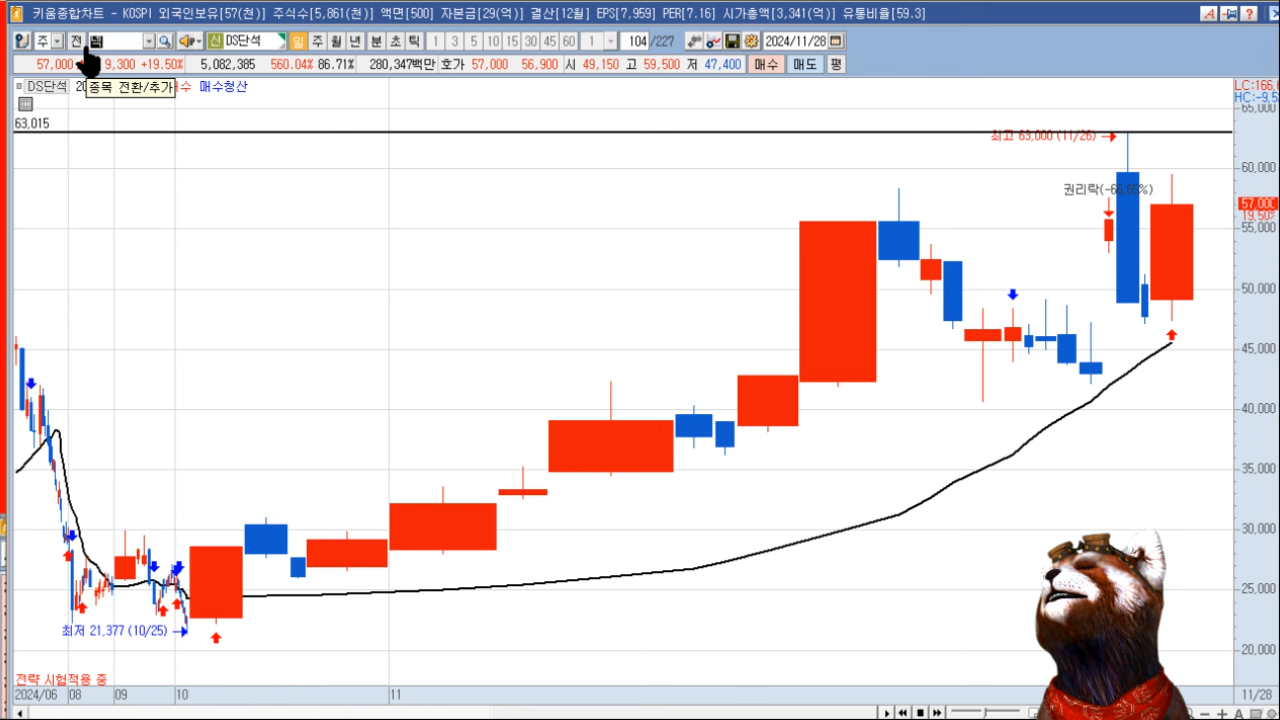 키움종합차트 - KOSPI 외국인보유[57(천)] 주식수[5,861(천)] 액면[500] 자본금[29(억)] 결산[12월] EPS[7,959] PER[7.16] 시가총액[3,341(억)] 유통비율[59.3]
주 전 신 DS단석 일 주 월 년 분 초 틱 1 3 5 10 15 30 45 60 1 104 /227 2024/11/28
57,000 9,300 +19.50% 5,082,385 560.04% 86.71% 280,347백만 호가 57,000 56,900 시 49,150 고 59,500 저 47,400 매수 매도 평
DS단석 매수청산
종목 전환/추가
63,015
최고 63,000 (11/26)
권리락
65,000
60,000
57,000
19.50%
55,000
50,000
45,000
40,000
35,000
30,000
25,000
20,000
최저 21,377 (10/25)
전략 시험적용 중
2024/06 08 09 10 11 11/28